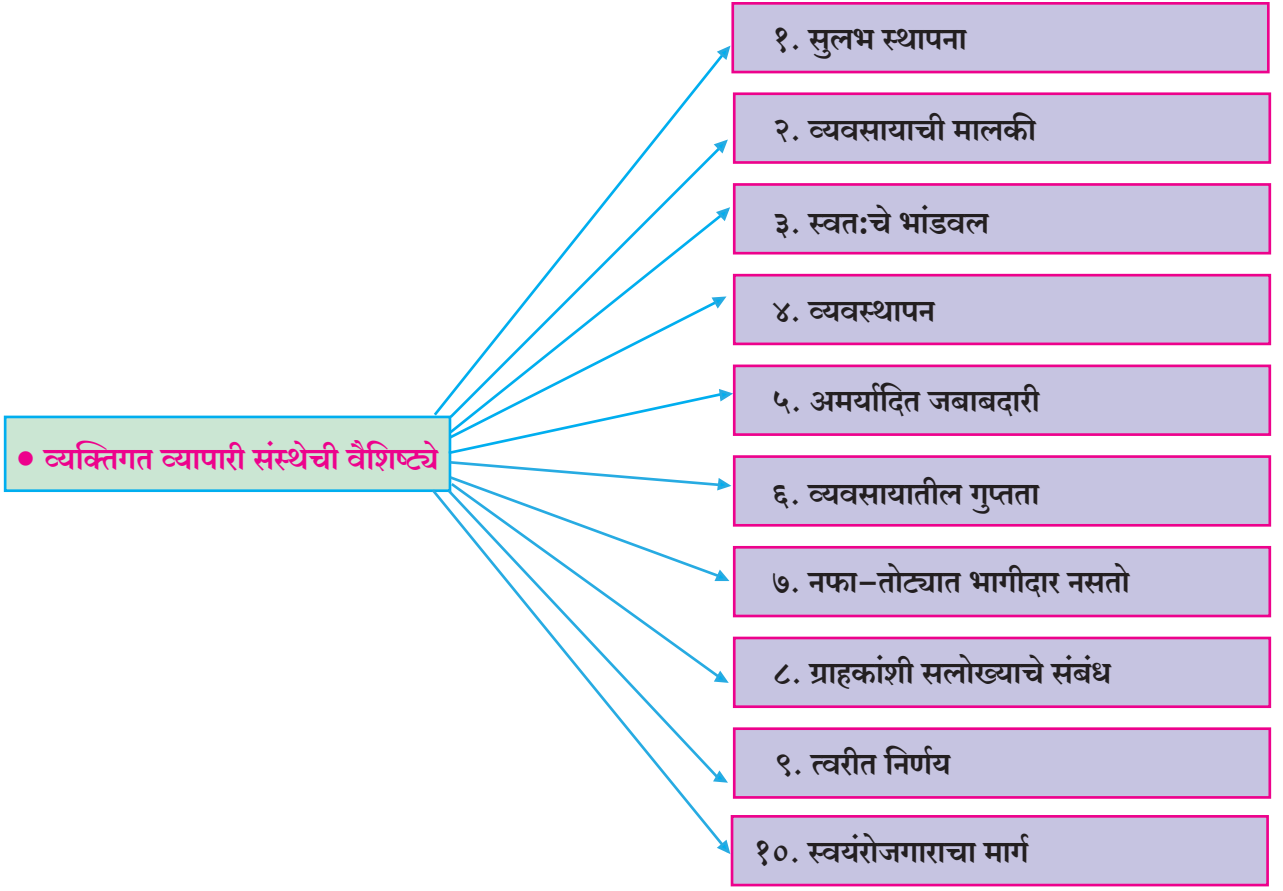 • व्यक्तिगत व्यापारी संस्थेची वैशिष्ट्ये
१. सुलभ स्थापना
२. व्यवसायाची मालकी
३. स्वत:चे भांडवल
४. व्यवस्थापन
५. अमर्यादित जबाबदारी
६. व्यवसायातील गुप्तता
७. नफा-तोट्यात भागीदार नसतो
८. ग्राहकांशी सलोख्याचे संबंध
९. त्वरीत निर्णय
१०. स्वयंरोजगाराचा मार्ग